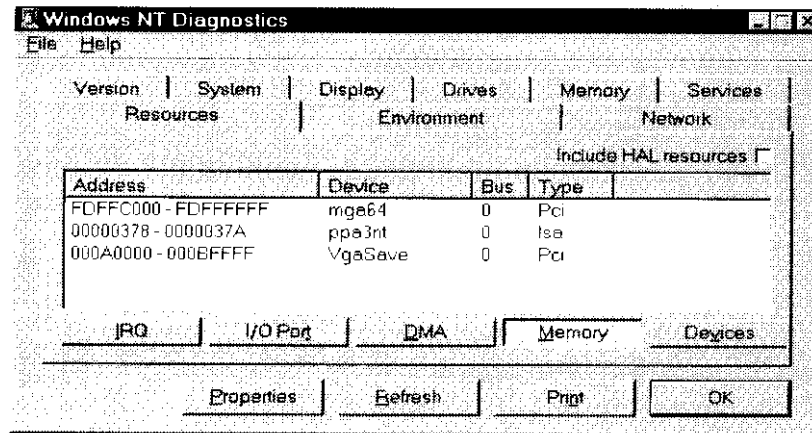 Windows NT Diagnostics
File Help
Version System Display Drives Memory Services
Resources Environment Network
Include HAL resources
Address Device Bus Type
FDFFC000 - FDFFFFFF mga64 0 Pci
00000378 - 0000037A ppa3nt 0 Isa
000A0000 - 000BFFFF VgaSave 0 Pci
IRQ I/O Port DMA Memory Devices
Properties Refresh Print OK